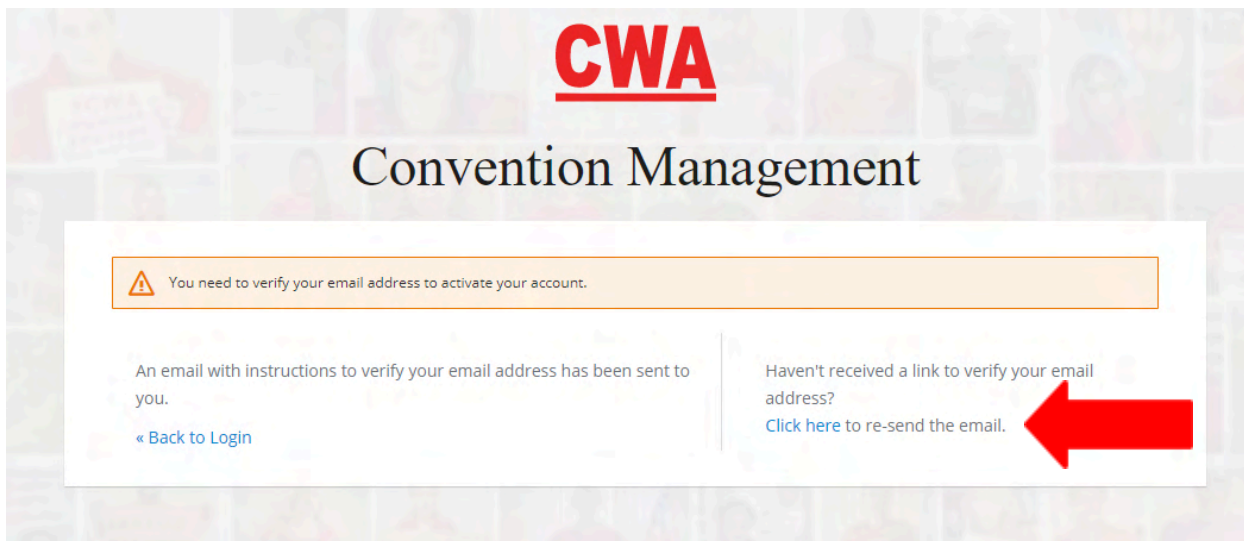 CWA
Convention Management
You need to verify your email address to activate your account.
An email with instructions to verify your email address has been sent to
you.
« Back to Login
Haven't received a link to verify your email
address?
Click here to re-send the email.